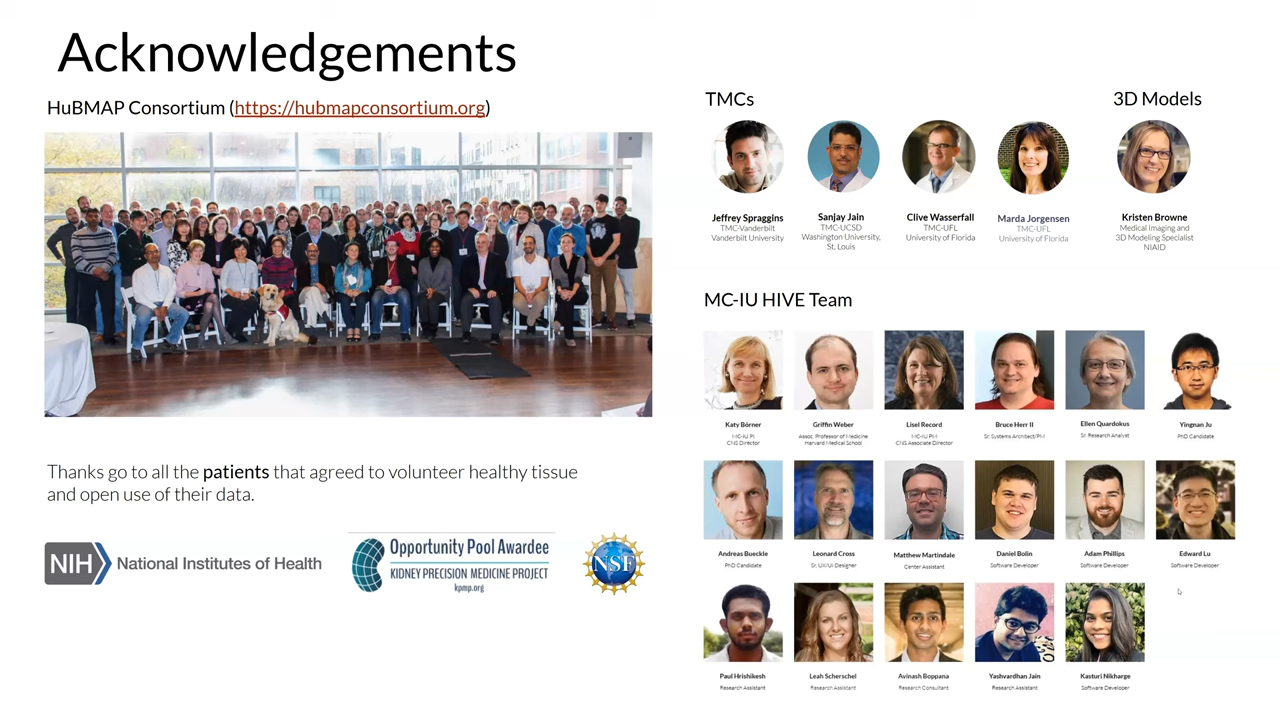 Acknowledgements
HuBMAP Consortium (https://hubmapconsortium.org)
Thanks go to all the patients that agreed to volunteer healthy tissue
and open use of their data.
NIH National Institutes of Health
Opportunity Pool Awardee
KIDNEY PRECISION MEDICINE PROJECT
kpmp.org
NSF
TMCs
Jeffrey Spraggins
TMC-Vanderbilt
Vanderbilt University
Sanjay Jain
TMC-UCSD
Washington University,
St. Louis
Clive Wasserfall
TMC-UFL
University of Florida
Marda Jorgensen
TMC-UFL
University of Florida
3D Models
Kristen Browne
Medical Imaging and
3D Modeling Specialist
NIAID
MC-IU HIVE Team
Katy Börner
MC-IU PI
CNS Director
Griffin Weber
Assoc. Professor of Medicine
Harvard Medical School
Lisel Record
MC-IU PM
CNS Associate Director
Bruce Herr II
Sr. Systems Architect/PM
Ellen Quardokus
Sr. Research Analyst
Yingnan Ju
PhD Candidate
Andreas Bueckle
PhD Candidate
Leonard Cross
Sr. UX/UI Designer
Matthew Martindale
Center Assistant
Daniel Bolin
Software Developer
Adam Phillips
Software Developer
Edward Lu
Software Developer
Paul Hrishikesh
Research Assistant
Leah Scherschel
Research Assistant
Avinash Boppana
Research Consultant
Yashvardhan Jain
Research Assistant
Kasturi Nikharge
Software Developer